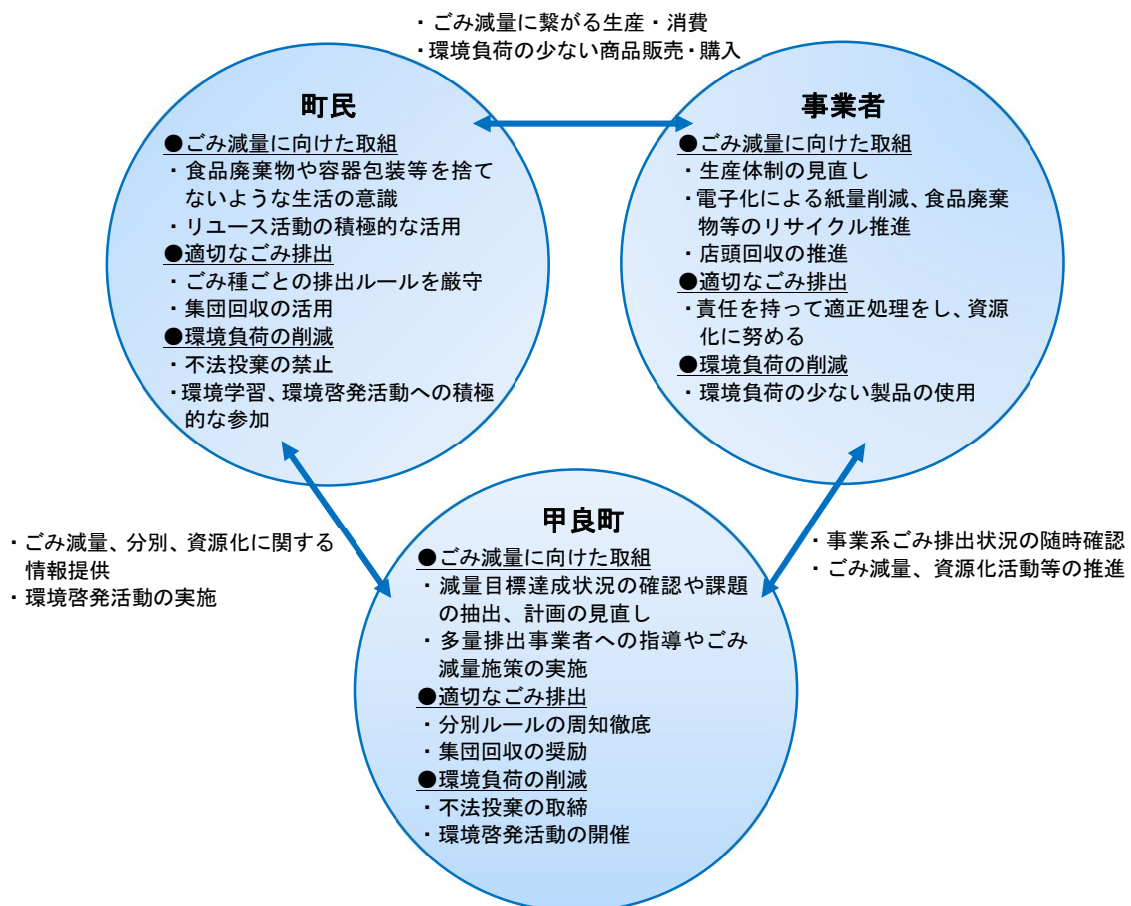 ・ごみ減量に繋がる生産・消費
・環境負荷の少ない商品販売・購入
町民
●ごみ減量に向けた取組
・食品廃棄物や容器包装等を捨て
ないような生活の意識
・リユース活動の積極的な活用
●適切なごみ排出
・ごみ種ごとの排出ルールを厳守
・集団回収の活用
●環境負荷の削減
・不法投棄の禁止
・環境学習、環境啓発活動への積極
的な参加
事業者
●ごみ減量に向けた取組
・生産体制の見直し
・電子化による紙量削減、食品廃棄
物等のリサイクル推進
・店頭回収の推進
●適切なごみ排出
・責任を持って適正処理をし、資源
化に努める
●環境負荷の削減
・環境負荷の少ない製品の使用
・ごみ減量、分別、資源化に関する
情報提供
・環境啓発活動の実施
甲良町
●ごみ減量に向けた取組
・減量目標達成状況の確認や課題
の抽出、計画の見直し
・多量排出事業者への指導やごみ
減量施策の実施
●適切なごみ排出
・分別ルールの周知徹底
・集団回収の奨励
●環境負荷の削減
・不法投棄の取締
・環境啓発活動の開催
・事業系ごみ排出状況の随時確認
・ごみ減量、資源化活動等の推進